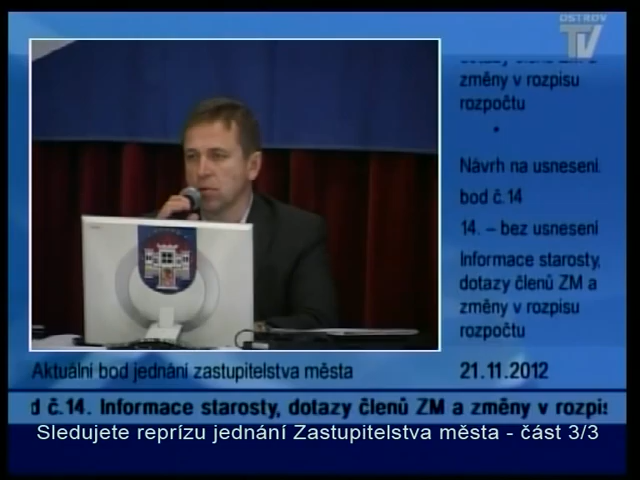 OSTROV
TV
změny v rozpisu
rozpočtu
•
Návrh na usnesení.
bod č.14
14. – bez usnesení
Informace starosty,
dotazy členů ZM a
změny v rozpisu
rozpočtu
Aktuální bod jednání zastupitelstva města
21.11.2012
d č.14. Informace starosty, dotazy členů ZM a změny v rozpis
Sledujete reprízu jednání Zastupitelstva města - část 3/3